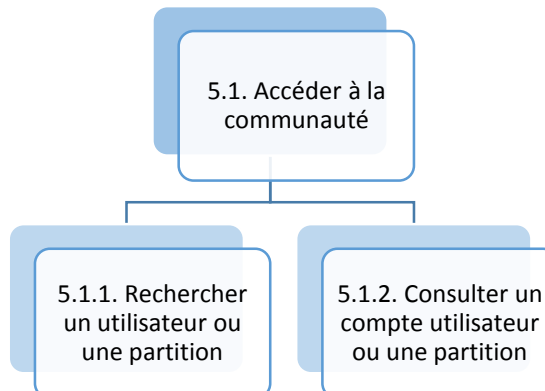 5.1. Accéder à la
communauté
5.1.1. Rechercher
un utilisateur ou
une partition
5.1.2. Consulter un
compte utilisateur
ou une partition